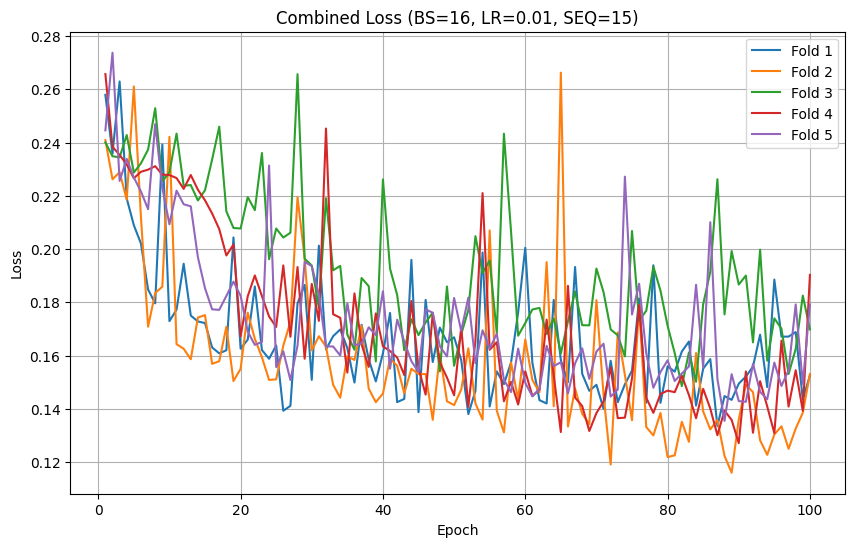 Combined Loss (BS=16, LR=0.01, SEQ=15)
0.28
0.26
0.24
0.22
0.20
0.18
0.16
0.14
0.12
Loss
0
20
40
60
80
100
Epoch
Fold 1
Fold 2
Fold 3
Fold 4
Fold 5